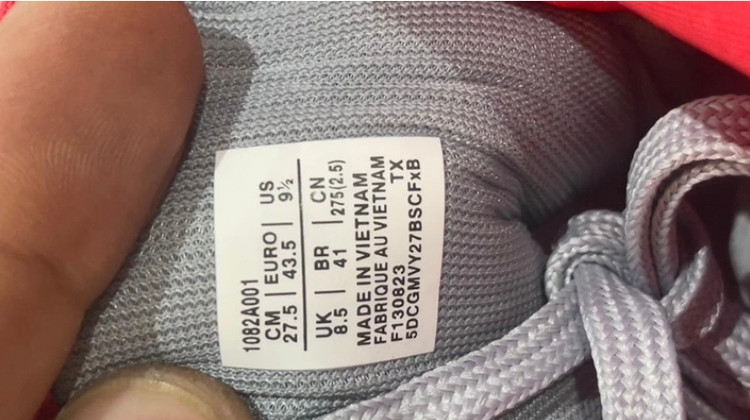 1082A001
CM | EURO | US
27.5 | 43.5 | 9½
UK | BR | CN
8.5 | 41 | 275(2.5)
MADE IN VIETNAM
FABRIQUE AU VIETNAM
F130823 TX
5DCGMVY27BSCFxB